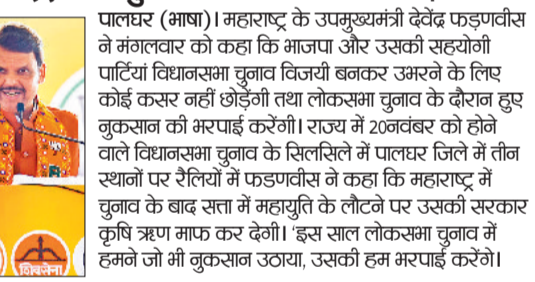 पालघर (भाषा)। महाराष्ट्र के उपमुख्यमंत्री देवेंद्र फड़णवीस
ने मंगलवार को कहा कि भाजपा और उसकी सहयोगी
पार्टियां विधानसभा चुनाव विजयी बनकर उभरने के लिए
कोई कसर नहीं छोड़ेंगी तथा लोकसभा चुनाव के दौरान हुए
नुकसान की भरपाई करेंगी। राज्य में 20नवंबर को होने
वाले विधानसभा चुनाव के सिलसिले में पालघर जिले में तीन
स्थानों पर रैलियों में फडणवीस ने कहा कि महाराष्ट्र में
चुनाव के बाद सत्ता में महायुति के लौटने पर उसकी सरकार
कृषि ऋण माफ कर देगी। 'इस साल लोकसभा चुनाव में
हमने जो भी नुकसान उठाया, उसकी हम भरपाई करेंगे।
शिवसेना